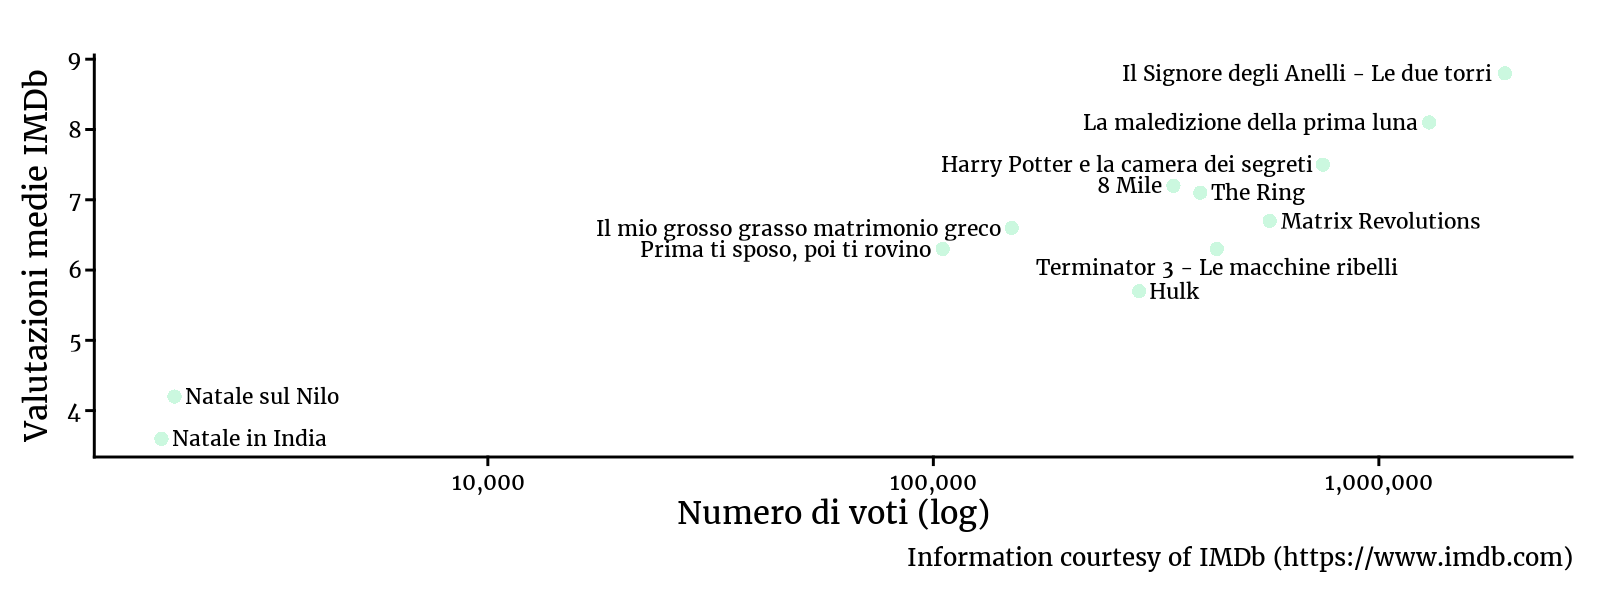 Valutazioni medie IMDb
9
8
7
6
5
4
Il Signore degli Anelli - Le due torri
La maledizione della prima luna
Harry Potter e la camera dei segreti
8 Mile
The Ring
Matrix Revolutions
Il mio grosso grasso matrimonio greco
Prima ti sposo, poi ti rovino
Terminator 3 - Le macchine ribelli
Hulk
Natale sul Nilo
Natale in India
10,000
100,000
1,000,000
Numero di voti (log)
Information courtesy of IMDb (https://www.imdb.com)